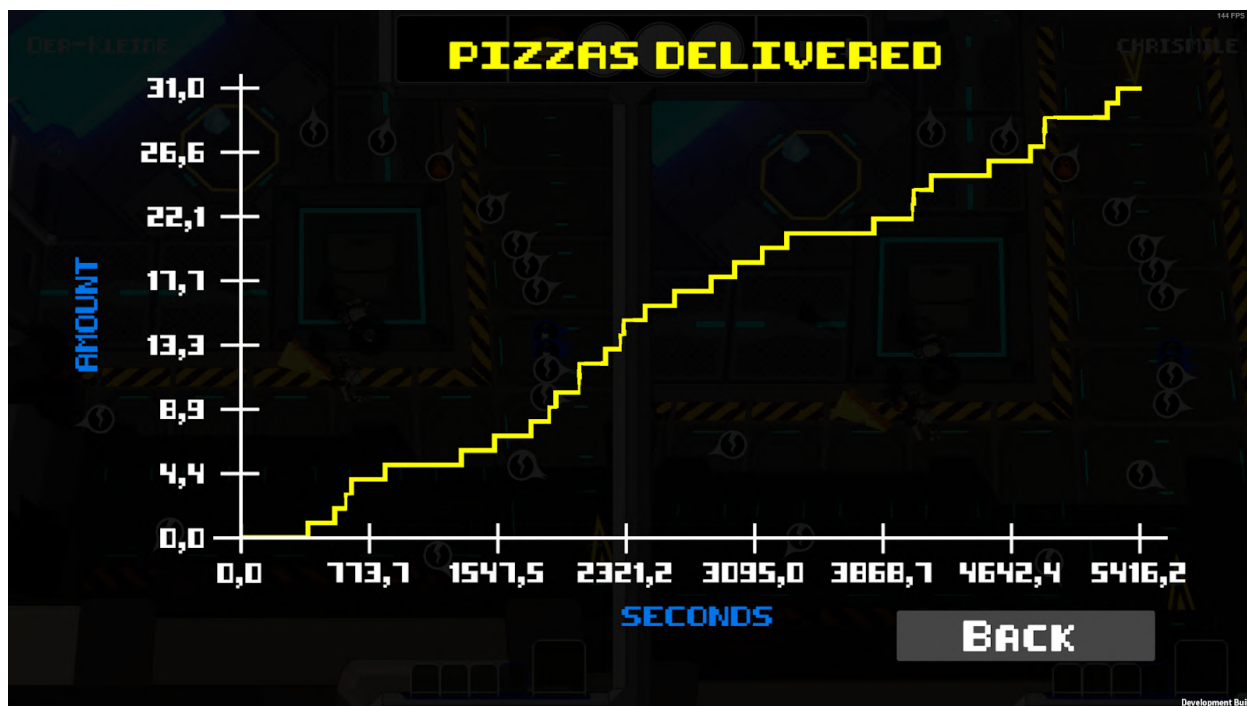 144 FPS
Der-Kleine
Chrismile
PIZZAS DELIVERED
31,0
26,6
22,1
17,7
13,3
8,9
4,4
0,0
AMOUNT
0,0 773,7 1547,5 2321,2 3095,0 3868,7 4642,4 5416,2
SECONDS
Back
Development Bui